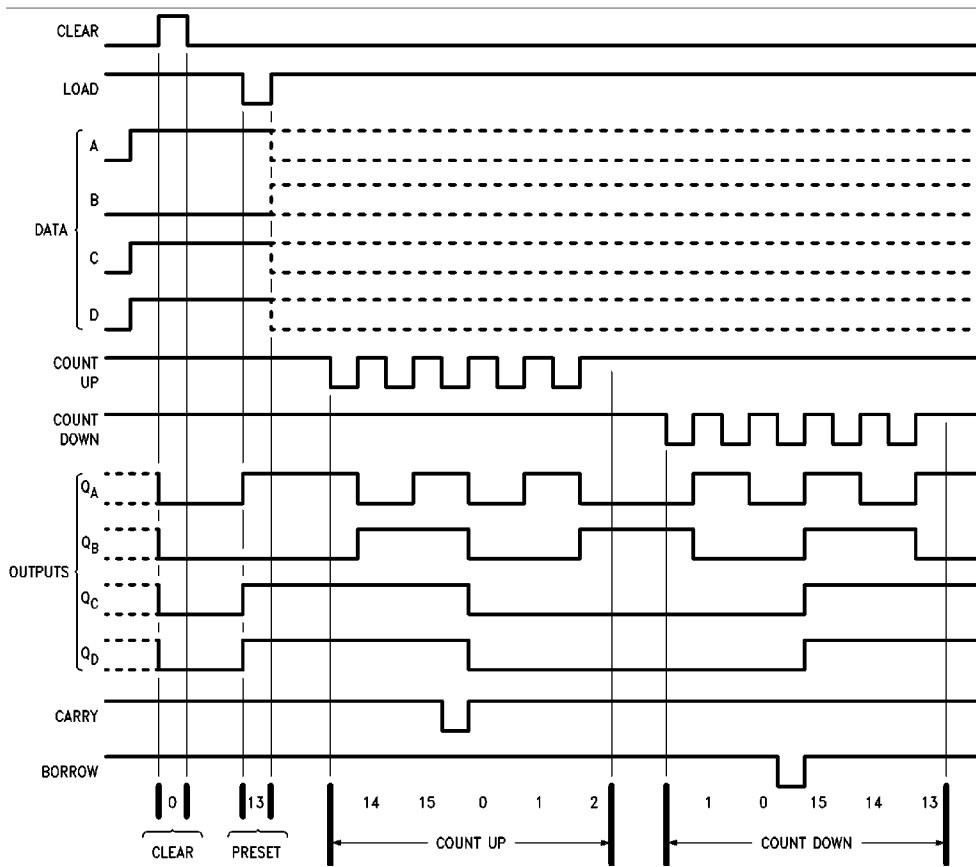 CLEAR
LOAD
A
B
DATA
C
D
COUNT
UP
COUNT
DOWN
QA
QB
OUTPUTS
QC
QD
CARRY
BORROW
0 13 14 15 0 1 2 1 0 15 14 13
CLEAR PRESET COUNT UP COUNT DOWN